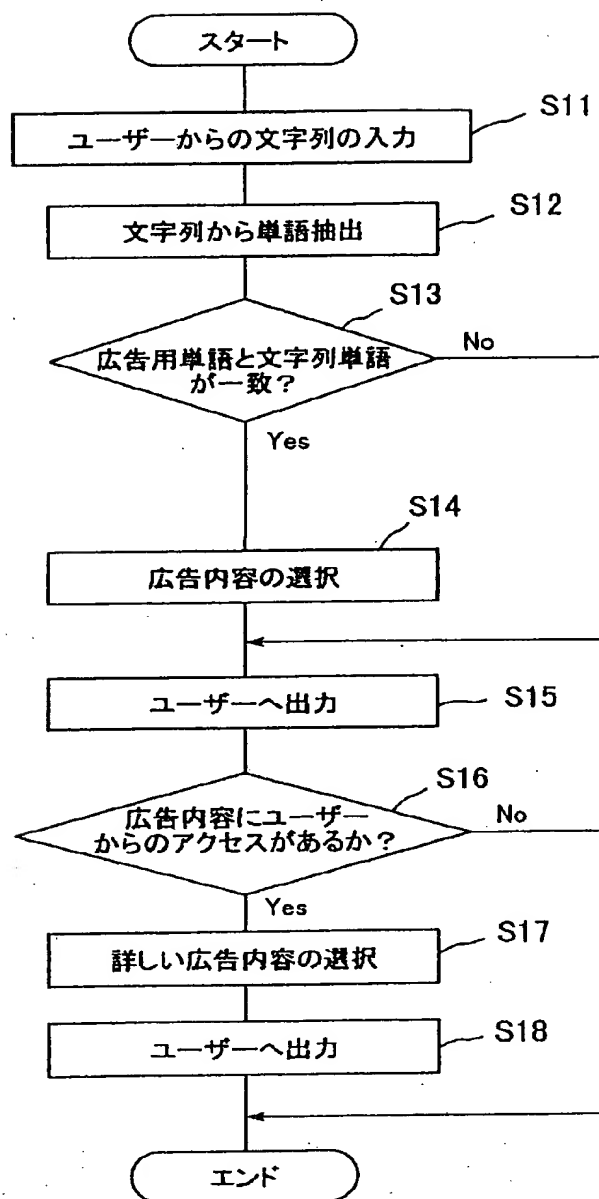 スタート
S11
ユーザーからの文字列の入力
S12
文字列から単語抽出
S13
広告用単語と文字列単語
が一致？
No
Yes
S14
広告内容の選択
S15
ユーザーへ出力
S16
広告内容にユーザー
からのアクセスがあるか？
No
Yes
S17
詳しい広告内容の選択
S18
ユーザーへ出力
エンド